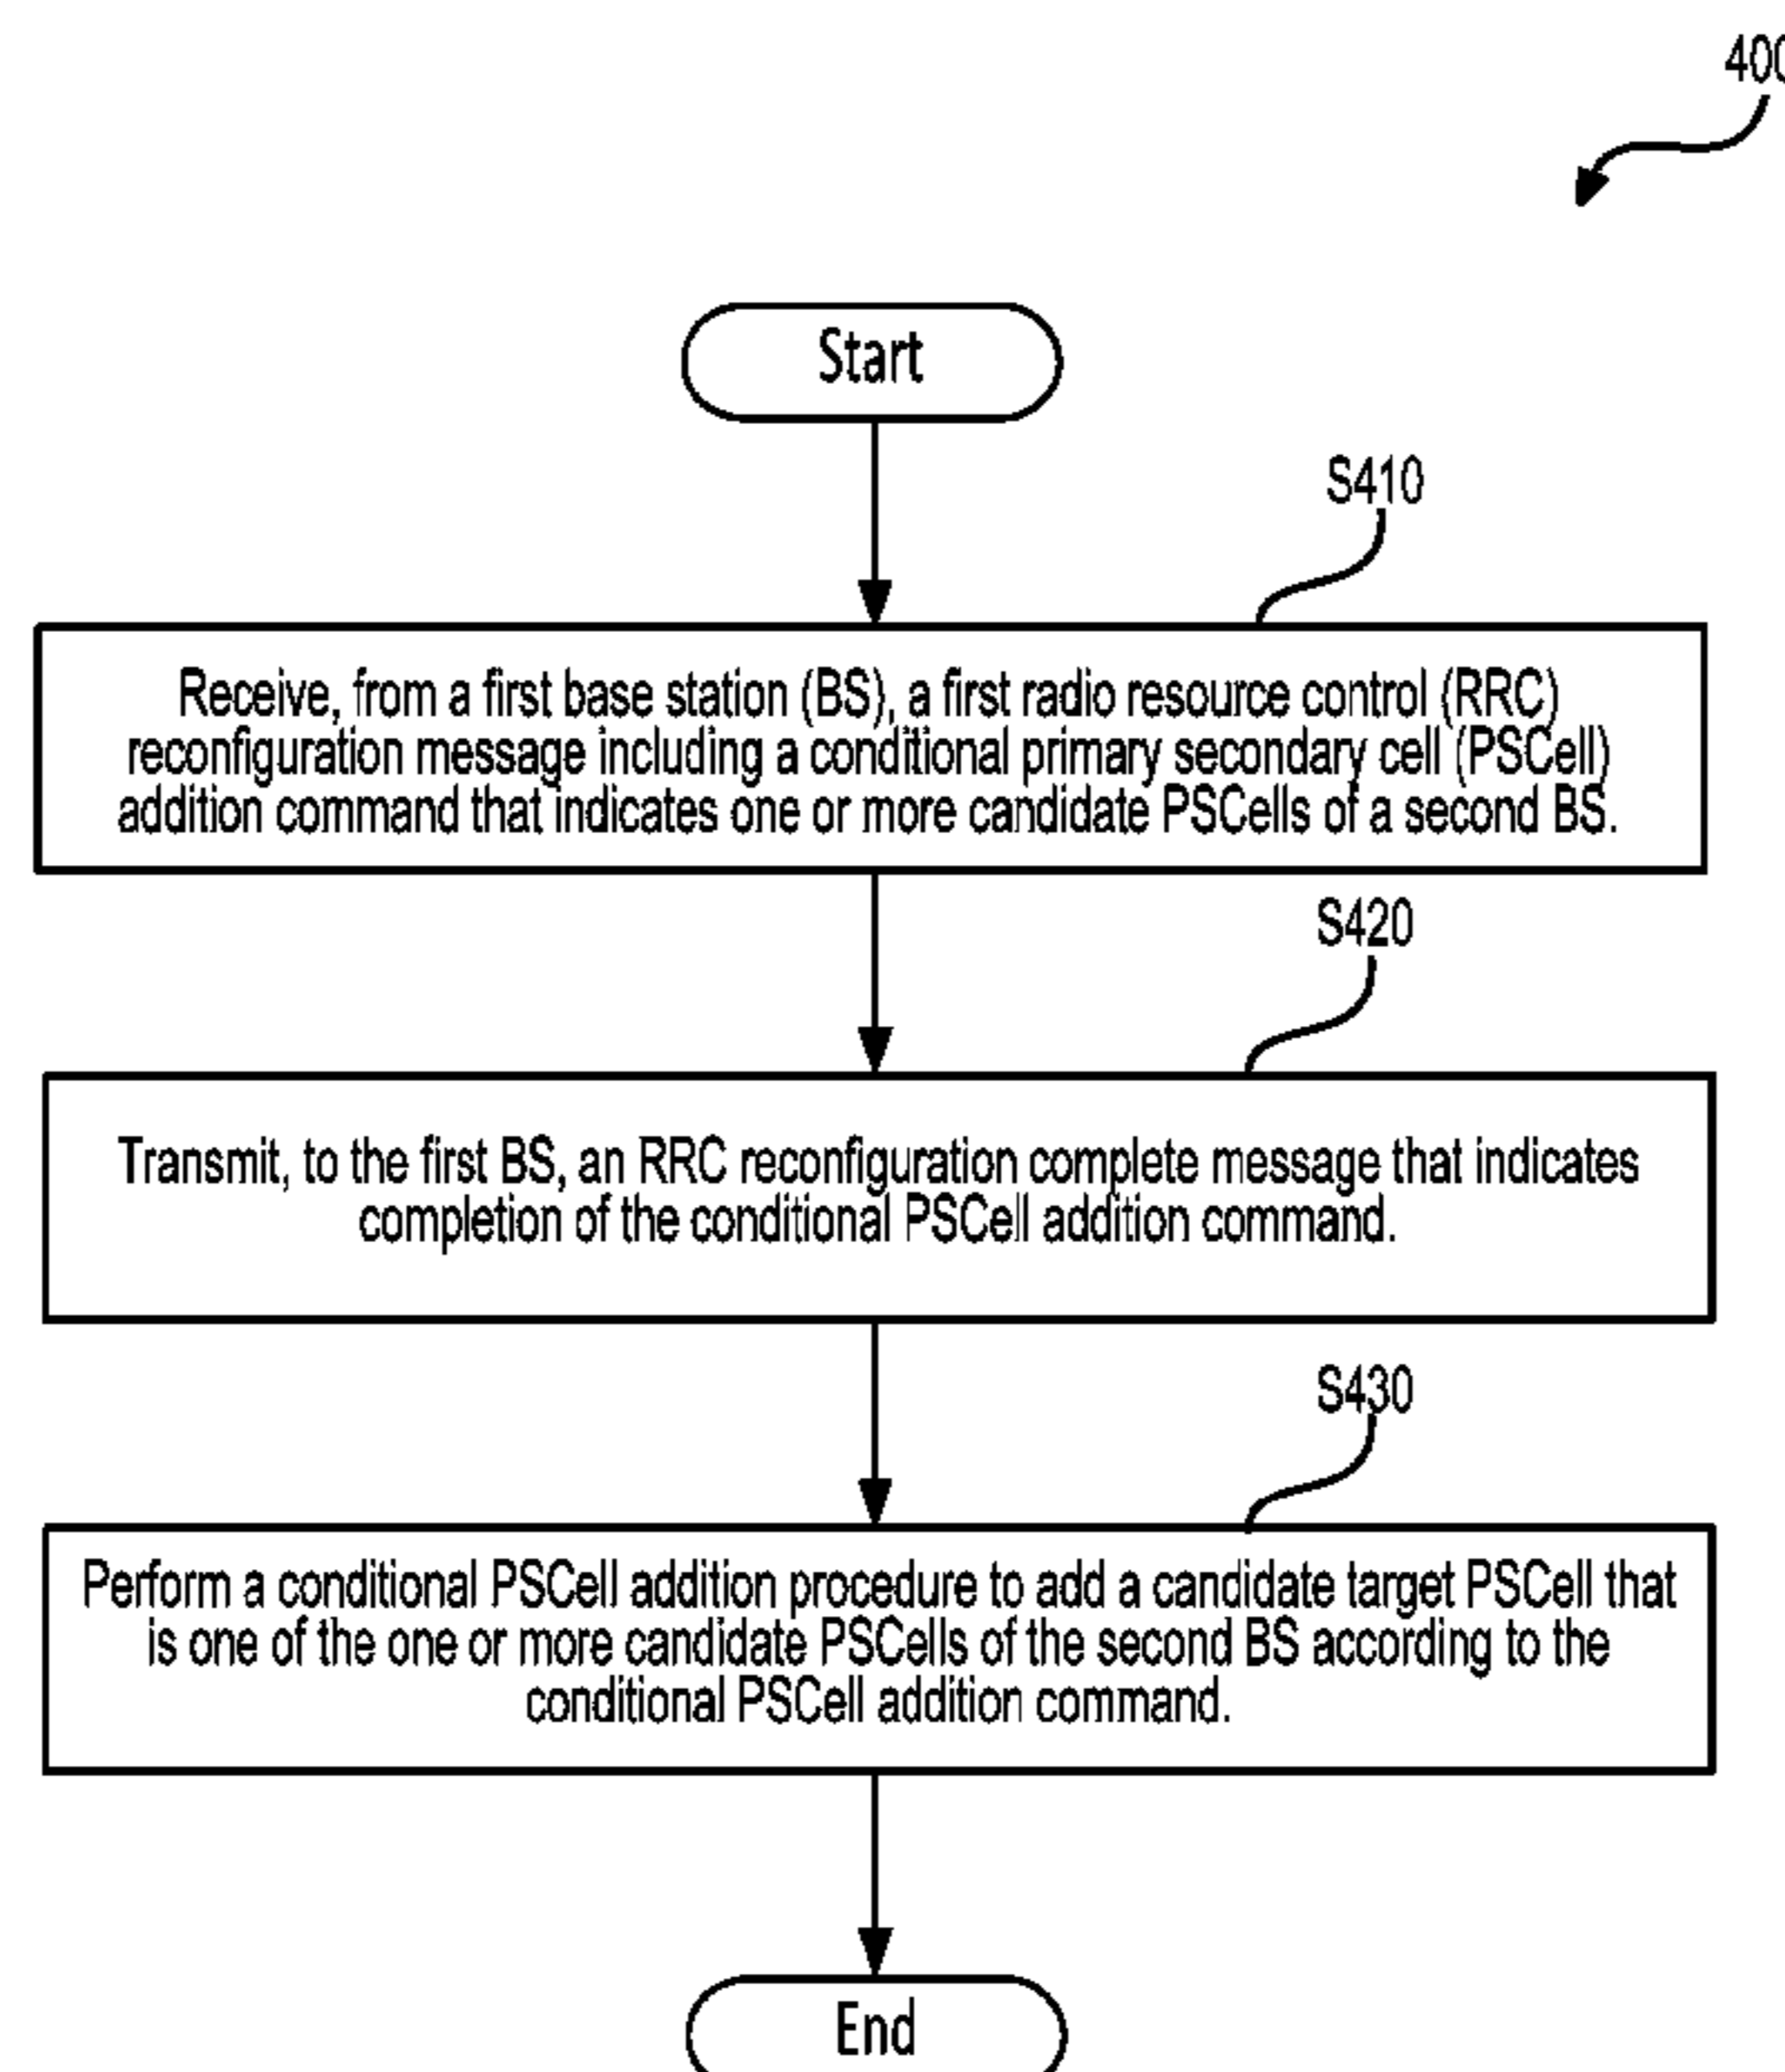 400
Start
S410
Receive, from a first base station (BS), a first radio resource control (RRC)
reconfiguration message including a conditional primary secondary cell (PSCell)
addition command that indicates one or more candidate PSCells of a second BS.
S420
Transmit, to the first BS, an RRC reconfiguration complete message that indicates
completion of the conditional PSCell addition command.
S430
Perform a conditional PSCell addition procedure to add a candidate target PSCell that
is one of the one or more candidate PSCells of the second BS according to the
conditional PSCell addition command.
End